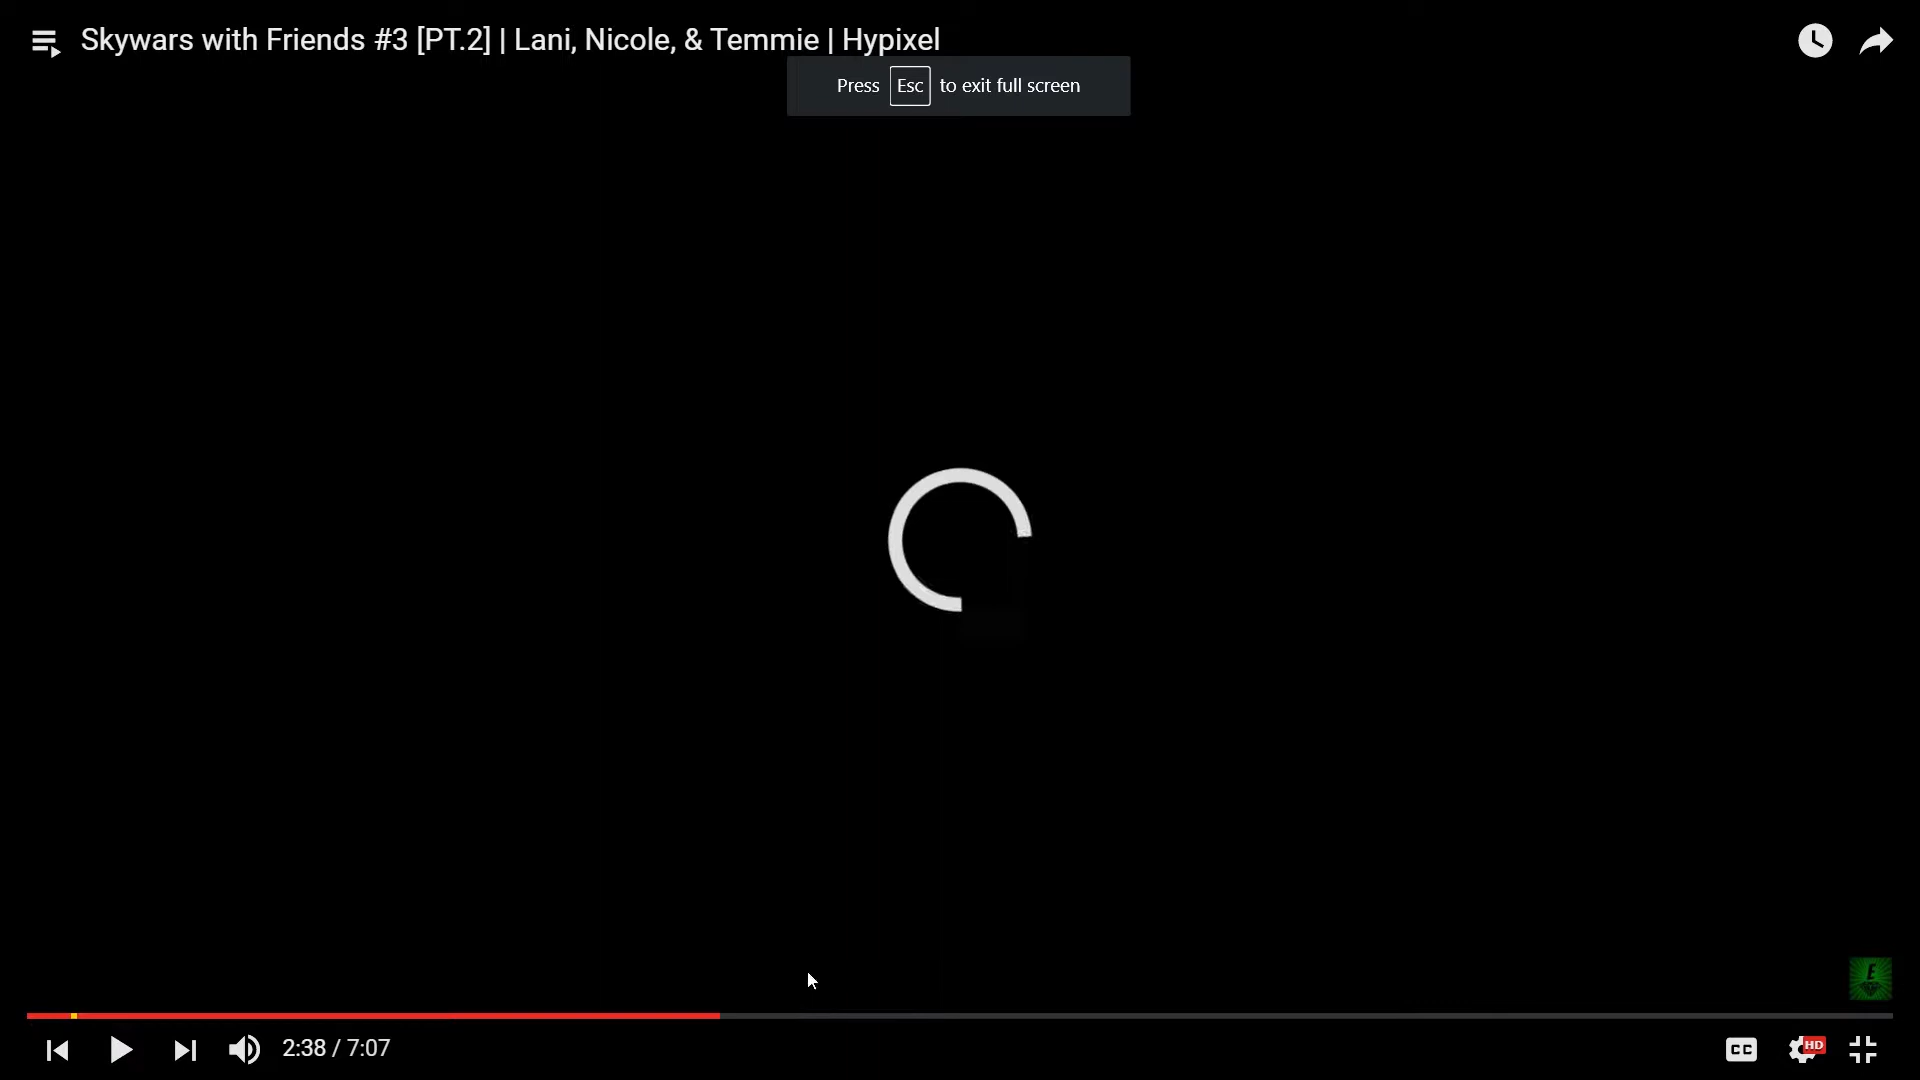 Skywars with Friends #3 [PT.2] | Lani, Nicole, & Temmie | Hypixel
Press Esc to exit full screen
E
2:38 / 7:07
CC
HD